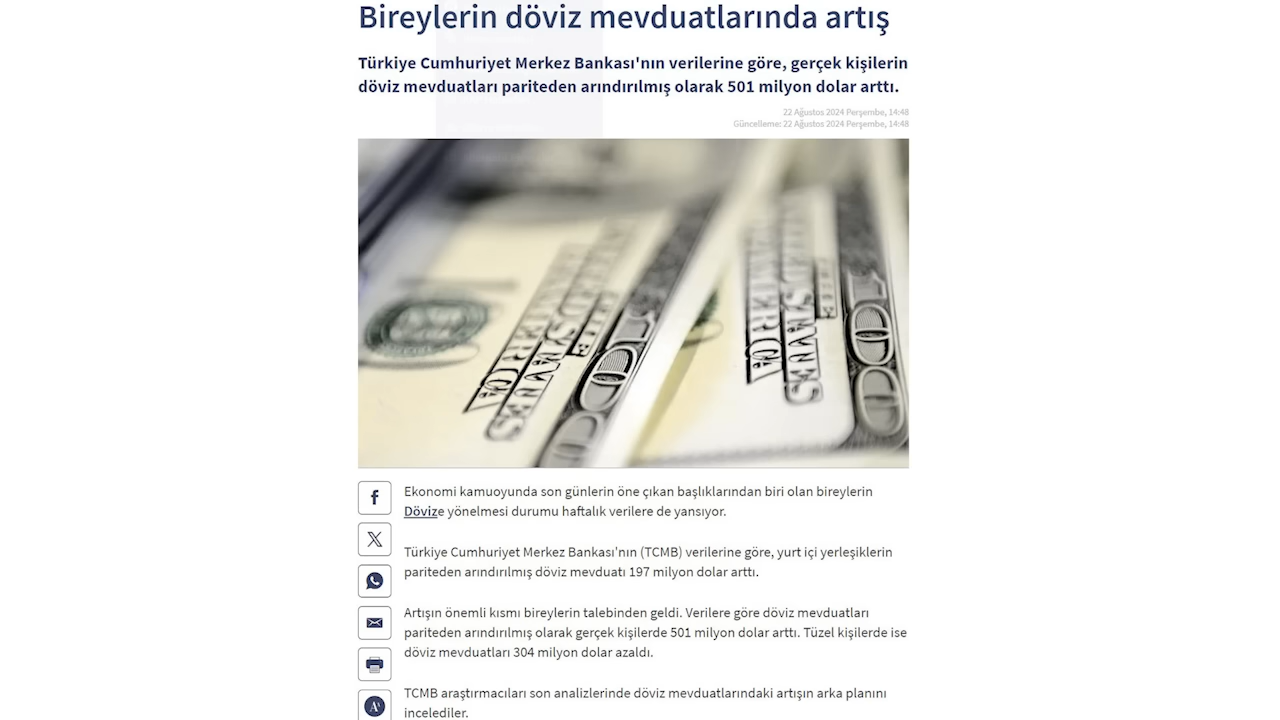 Bireylerin döviz mevduatlarında artış
Türkiye Cumhuriyet Merkez Bankası'nın verilerine göre, gerçek kişilerin
döviz mevduatları pariteden arındırılmış olarak 501 milyon dolar arttı.
22 Ağustos 2024 Perşembe, 14:48
Güncelleme: 22 Ağustos 2024 Perşembe, 14:48
Ekonomi kamuoyunda son günlerin öne çıkan başlıklarından biri olan bireylerin
Dövize yönelmesi durumu haftalık verilere de yansıyor.
Türkiye Cumhuriyet Merkez Bankası'nın (TCMB) verilerine göre, yurt içi yerleşiklerin
pariteden arındırılmış döviz mevduatı 197 milyon dolar arttı.
Artışın önemli kısmı bireylerin talebinden geldi. Verilere göre döviz mevduatları
pariteden arındırılmış olarak gerçek kişilerde 501 milyon dolar arttı. Tüzel kişilerde ise
döviz mevduatları 304 milyon dolar azaldı.
TCMB araştırmacıları son analizlerinde döviz mevduatlarındaki artışın arka planını
incelediler.